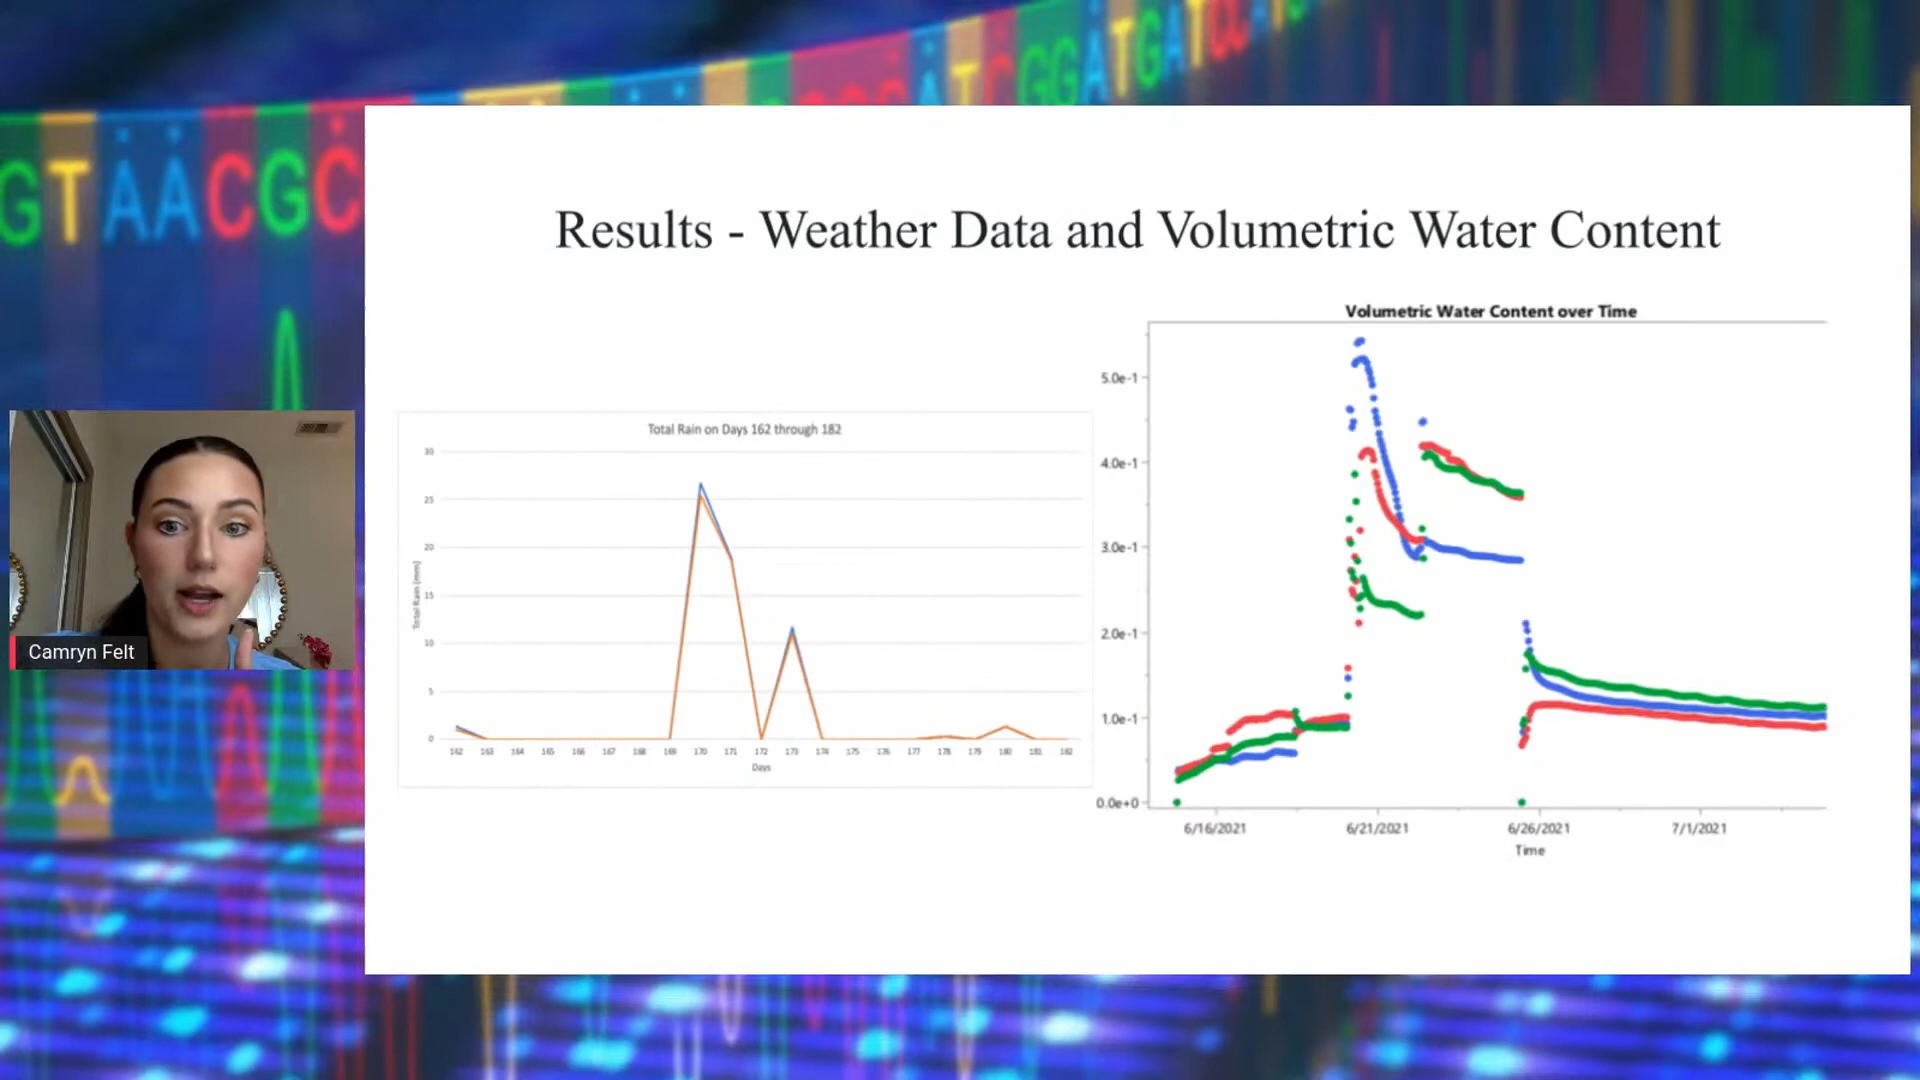 GTAACGC
ATCGGATGAT
Results - Weather Data and Volumetric Water Content
Volumetric Water Content over Time
5.0e-1
4.0e-1
3.0e-1
2.0e-1
1.0e-1
0.0e+0
6/16/2021 6/21/2021 6/26/2021 7/1/2021
Time
Total Rain on Days 162 through 182
30
25
20
15
10
5
0
Total Rain (mm)
162 163 164 165 166 167 168 169 170 171 172 173 174 175 176 177 178 179 180 181 182
Days
Camryn Felt